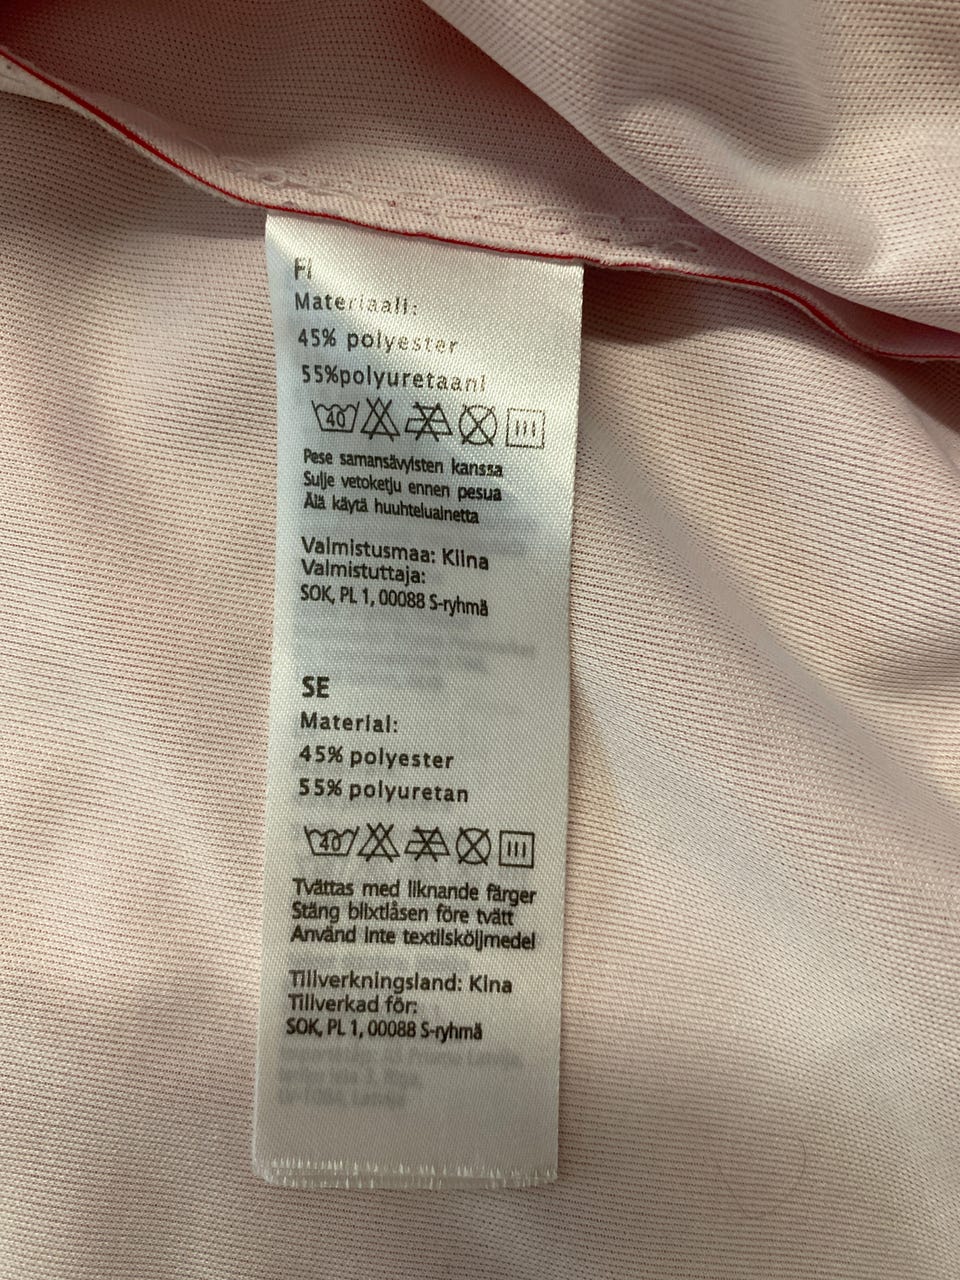 FI
Materiaali:
45% polyester
55%polyuretaani
40
Pese samansävyisten kanssa
Sulje vetoketju ennen pesua
Älä käytä huuhteluainetta
Valmistusmaa: Kiina
Valmistuttaja:
SOK, PL 1, 00088 S-ryhmä
SE
Material:
45% polyester
55% polyuretan
40
Tvättas med liknande färger
Stäng blixtlåsen före tvätt
Använd inte textilsköljmedel
Tillverkningsland: Kina
Tillverkad för:
SOK, PL 1, 00088 S-ryhmä